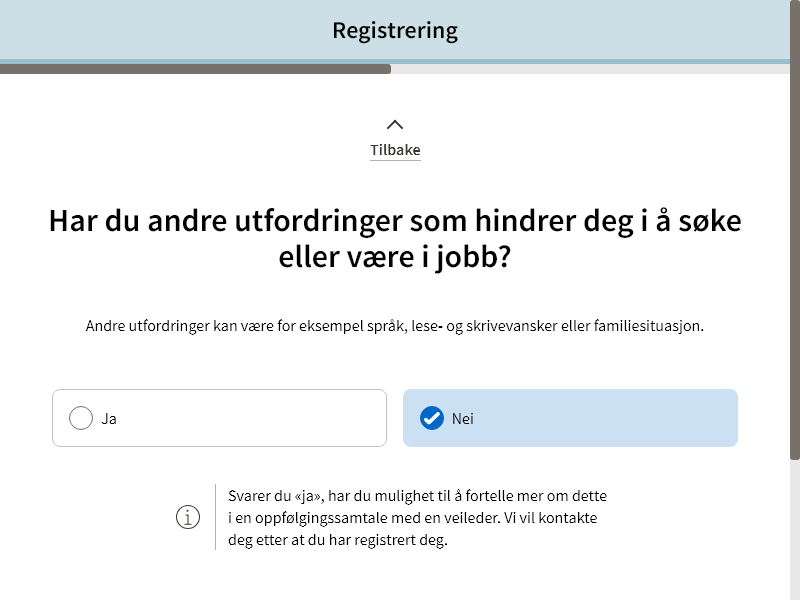 Registrering
Tilbake
Har du andre utfordringer som hindrer deg i å søke
eller være i jobb?
Andre utfordringer kan være for eksempel språk, lese- og skrivevansker eller familiesituasjon.
Ja
Nei
Svarer du «ja», har du mulighet til å fortelle mer om dette
i en oppfølgingssamtale med en veileder. Vi vil kontakte
deg etter at du har registrert deg.